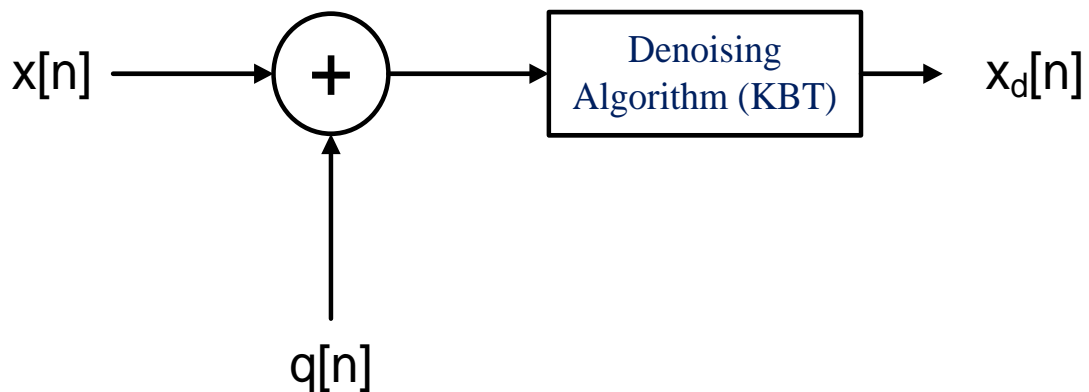 x[n]
+
Denoising
Algorithm (KBT)
x_d[n]
q[n]